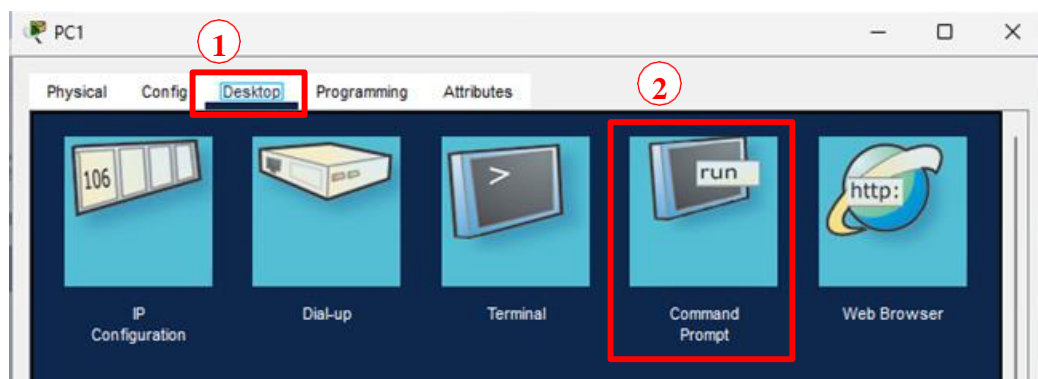 PC1
1
Physical Config Desktop Programming Attributes
2
106
>
run
http:
IP
Configuration
Dial-up
Terminal
Command
Prompt
Web Browser